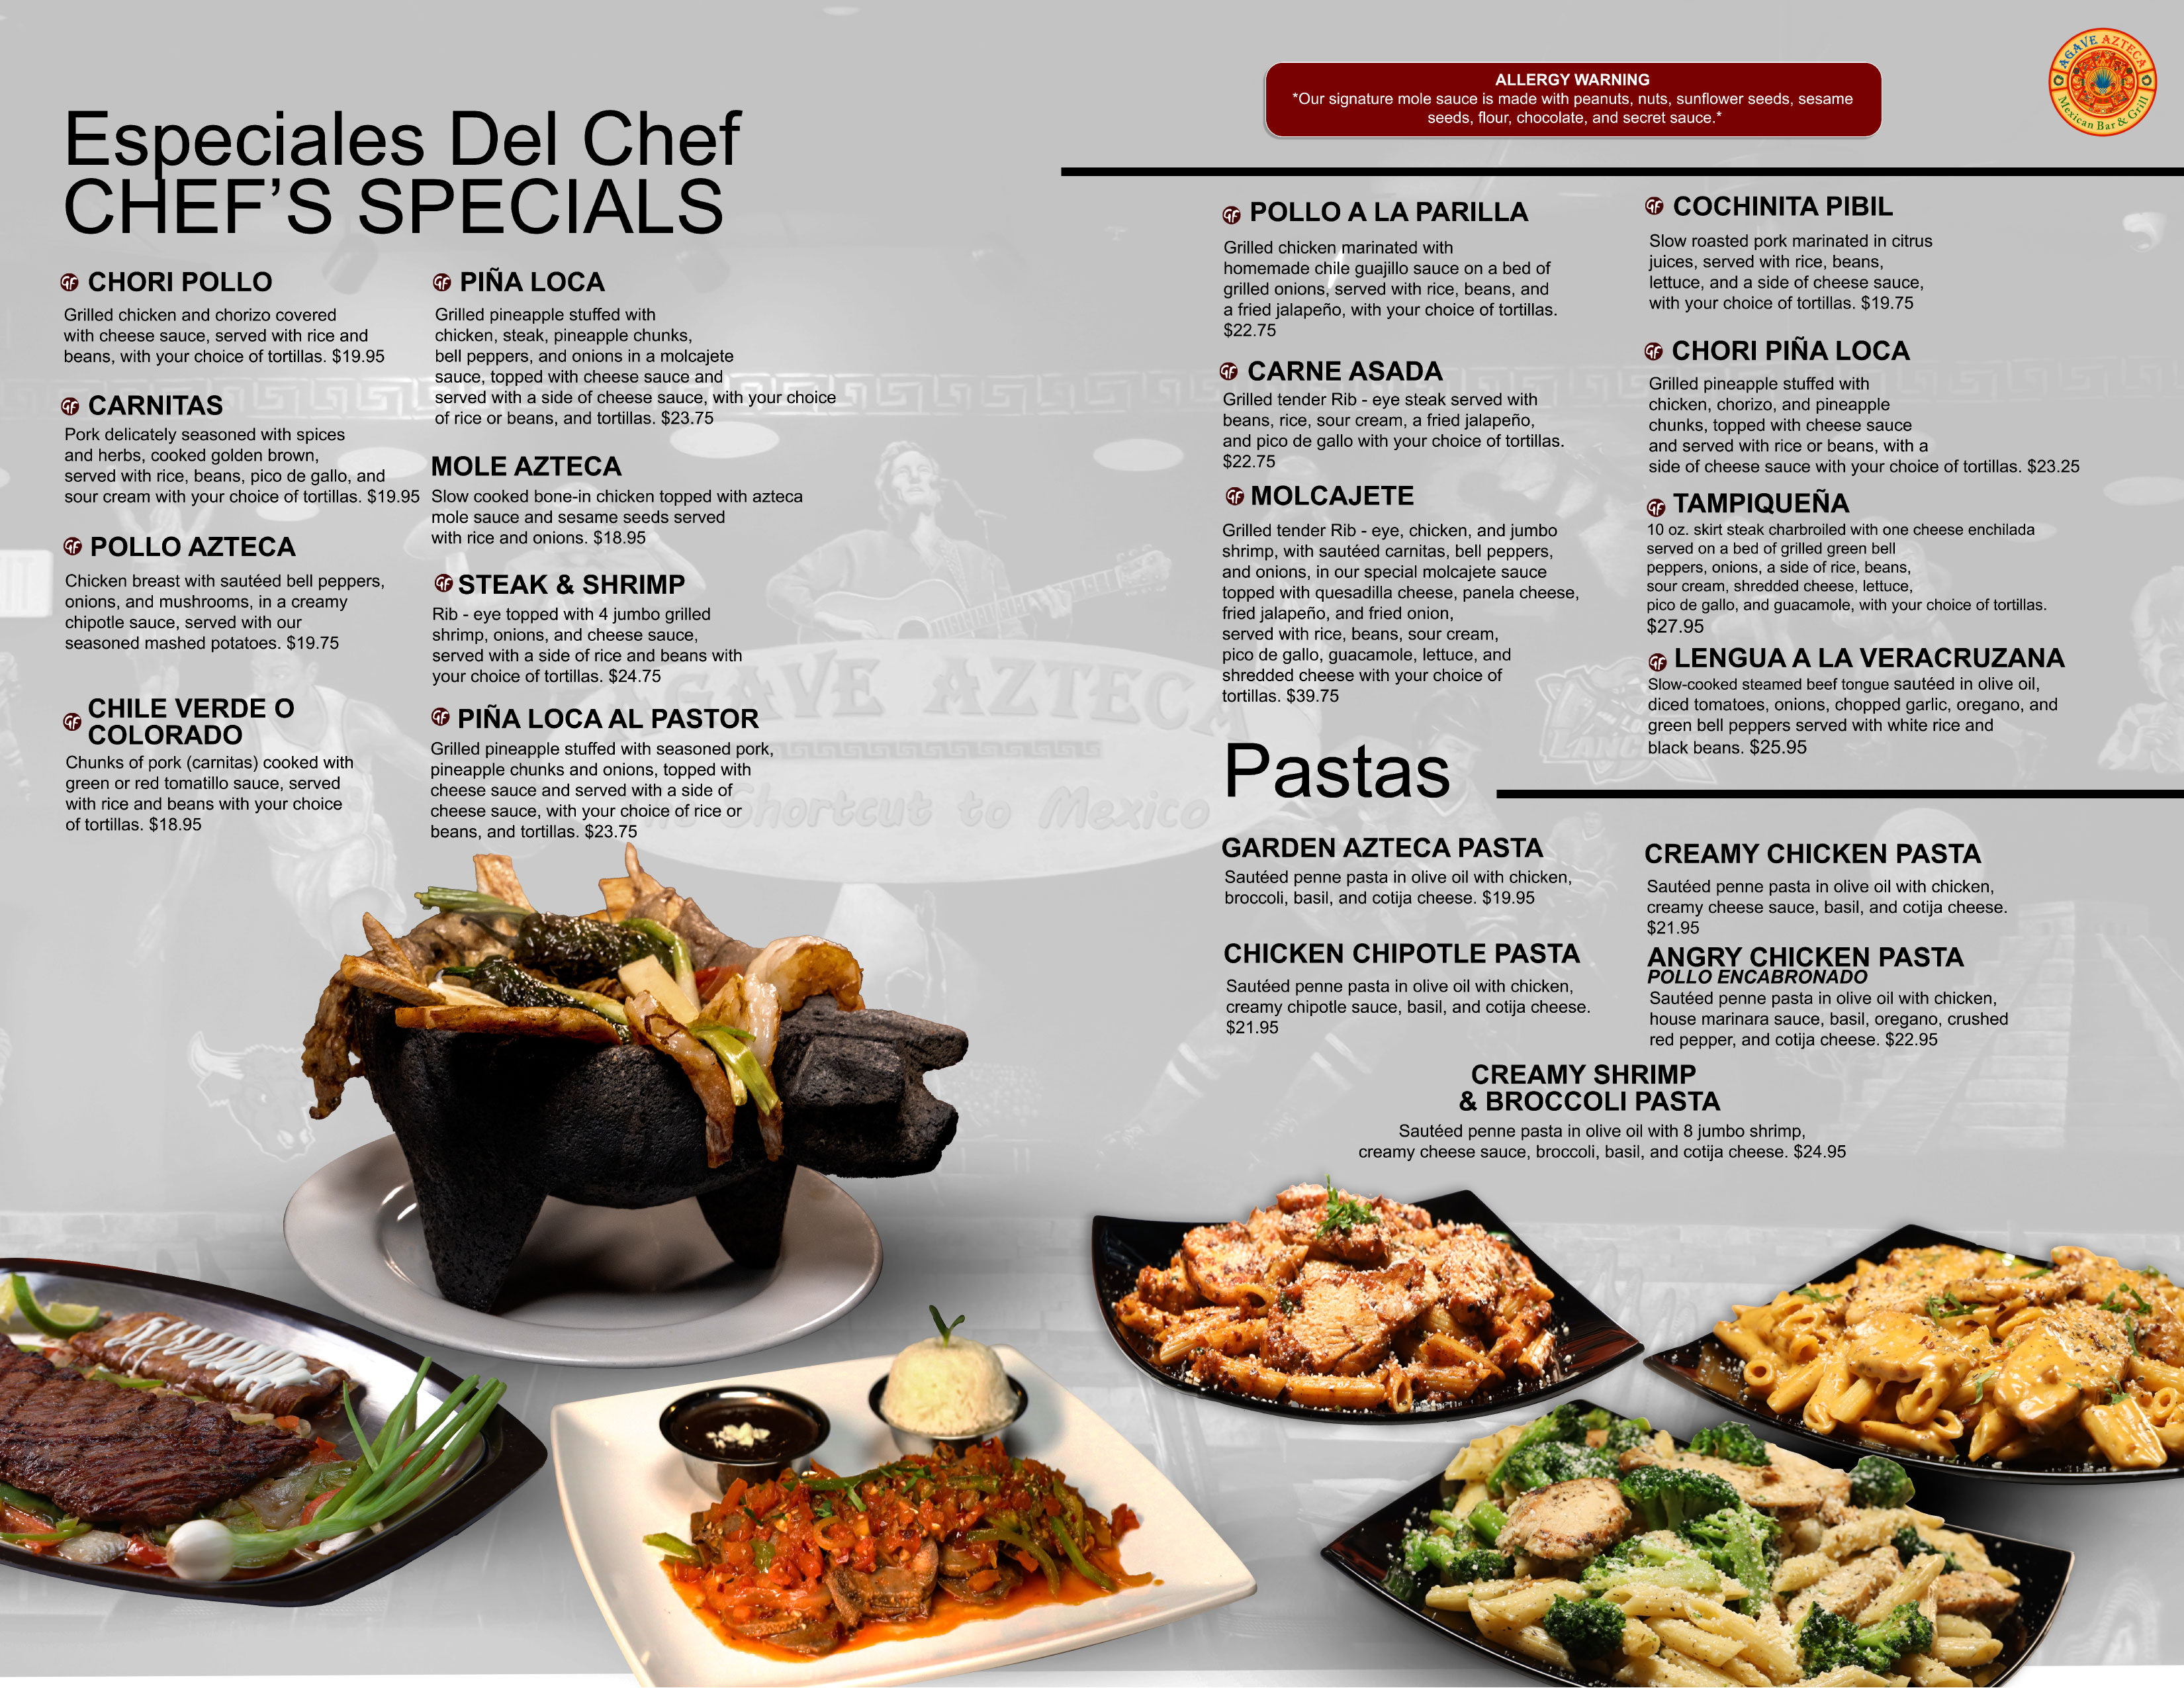 Especiales Del Chef
CHEF'S SPECIALS
GF CHORI POLLO
Grilled chicken and chorizo covered
with cheese sauce, served with rice and
beans, with your choice of tortillas. $19.95
GF CARNITAS
Pork delicately seasoned with spices
and herbs, cooked golden brown,
served with rice, beans, pico de gallo, and
sour cream with your choice of tortillas. $19.95
GF POLLO AZTECA
Chicken breast with sautéed bell peppers,
onions, and mushrooms, in a creamy
chipotle sauce, served with our
seasoned mashed potatoes. $19.75
GF CHILE VERDE O
COLORADO
Chunks of pork (carnitas) cooked with
green or red tomatillo sauce, served
with rice and beans with your choice
of tortillas. $18.95
GF PIÑA LOCA
Grilled pineapple stuffed with
chicken, steak, pineapple chunks,
bell peppers, and onions in a molcajete
sauce, topped with cheese sauce and
served with a side of cheese sauce, with your choice
of rice or beans, and tortillas. $23.75
MOLE AZTECA
Slow cooked bone-in chicken topped with azteca
mole sauce and sesame seeds served
with rice and onions. $18.95
GF STEAK & SHRIMP
Rib - eye topped with 4 jumbo grilled
shrimp, onions, and cheese sauce,
served with a side of rice and beans with
your choice of tortillas. $24.75
GF PIÑA LOCA AL PASTOR
Grilled pineapple stuffed with seasoned pork,
pineapple chunks and onions, topped with
cheese sauce and served with a side of
cheese sauce, with your choice of rice or
beans, and tortillas. $23.75
AGAVE AZTECA
Shortcut to Mexico
ALLERGY WARNING
*Our signature mole sauce is made with peanuts, nuts, sunflower seeds, sesame
seeds, flour, chocolate, and secret sauce.*
AGAVE AZTECA
Mexican Bar & Grill
GF POLLO A LA PARILLA
Grilled chicken marinated with
homemade chile guajillo sauce on a bed of
grilled onions, served with rice, beans, and
a fried jalapeño, with your choice of tortillas.
$22.75
GF CARNE ASADA
Grilled tender Rib - eye steak served with
beans, rice, sour cream, a fried jalapeño,
and pico de gallo with your choice of tortillas.
$22.75
GF MOLCAJETE
Grilled tender Rib - eye, chicken, and jumbo
shrimp, with sautéed carnitas, bell peppers,
and onions, in our special molcajete sauce
topped with quesadilla cheese, panela cheese,
fried jalapeño, and fried onion,
served with rice, beans, sour cream,
pico de gallo, guacamole, lettuce, and
shredded cheese with your choice of
tortillas. $39.75
GF COCHINITA PIBIL
Slow roasted pork marinated in citrus
juices, served with rice, beans,
lettuce, and a side of cheese sauce,
with your choice of tortillas. $19.75
GF CHORI PIÑA LOCA
Grilled pineapple stuffed with
chicken, chorizo, and pineapple
chunks, topped with cheese sauce
and served with rice or beans, with a
side of cheese sauce with your choice of tortillas. $23.25
GF TAMPIQUEÑA
10 oz. skirt steak charbroiled with one cheese enchilada
served on a bed of grilled green bell
peppers, onions, a side of rice, beans,
sour cream, shredded cheese, lettuce,
pico de gallo, and guacamole, with your choice of tortillas.
$27.95
GF LENGUA A LA VERACRUZANA
Slow-cooked steamed beef tongue sautéed in olive oil,
diced tomatoes, onions, chopped garlic, oregano, and
green bell peppers served with white rice and
black beans. $25.95
Pastas
GARDEN AZTECA PASTA
Sautéed penne pasta in olive oil with chicken,
broccoli, basil, and cotija cheese. $19.95
CHICKEN CHIPOTLE PASTA
Sautéed penne pasta in olive oil with chicken,
creamy chipotle sauce, basil, and cotija cheese.
$21.95
CREAMY CHICKEN PASTA
Sautéed penne pasta in olive oil with chicken,
creamy cheese sauce, basil, and cotija cheese.
$21.95
ANGRY CHICKEN PASTA
POLLO ENCABRONADO
Sautéed penne pasta in olive oil with chicken,
house marinara sauce, basil, oregano, crushed
red pepper, and cotija cheese. $22.95
CREAMY SHRIMP
& BROCCOLI PASTA
Sautéed penne pasta in olive oil with 8 jumbo shrimp,
creamy cheese sauce, broccoli, basil, and cotija cheese. $24.95